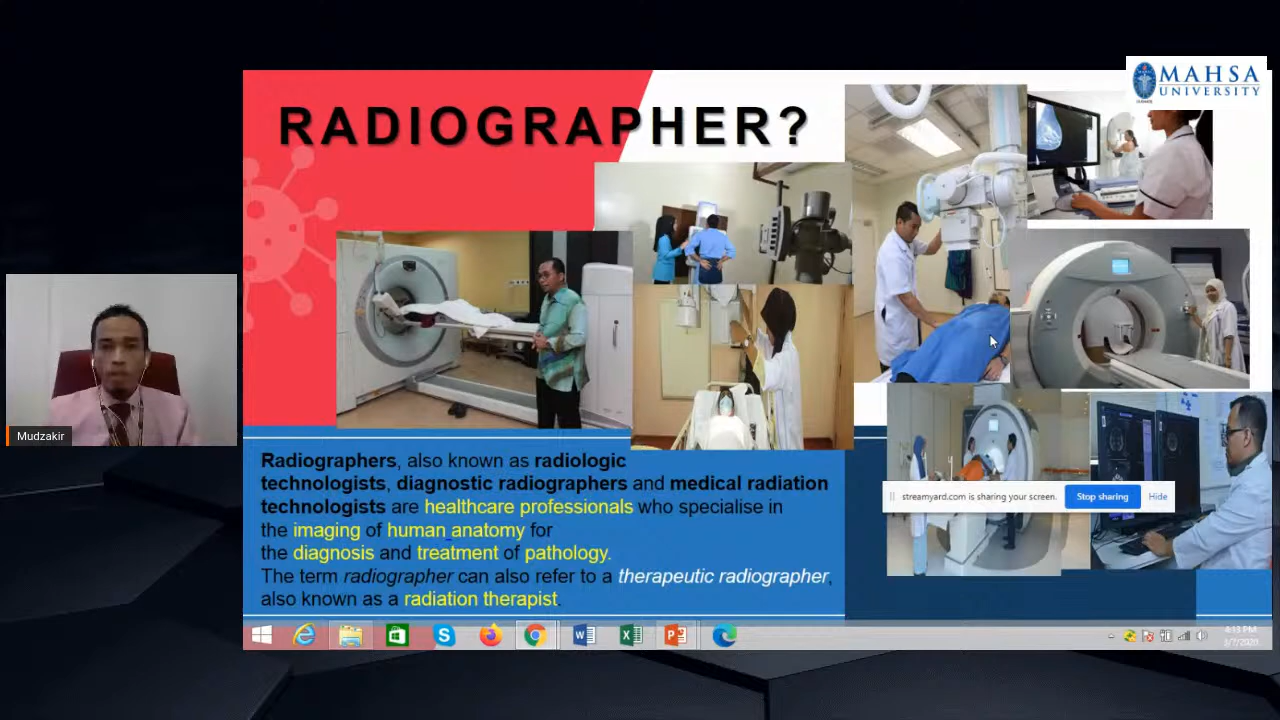 MAHSA
UNIVERSITY
RADIOGRAPHER?
Mudzakir
Radiographers, also known as radiologic
technologists, diagnostic radiographers and medical radiation
technologists are healthcare professionals who specialise in
the imaging of human anatomy for
the diagnosis and treatment of pathology.
The term radiographer can also refer to a therapeutic radiographer,
also known as a radiation therapist.
streamyard.com is sharing your screen.
Stop sharing
Hide
4:13 PM